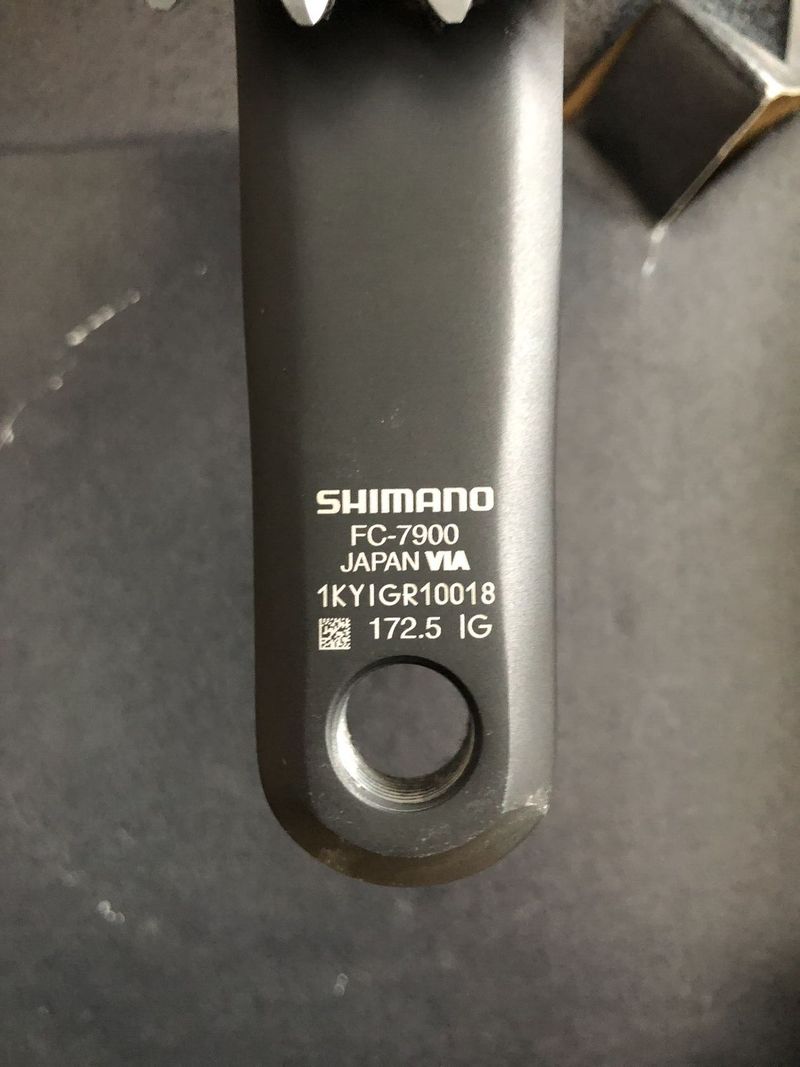 SHIMANO
FC-7900
JAPAN VIA
1KYIGR10018
172.5 IG